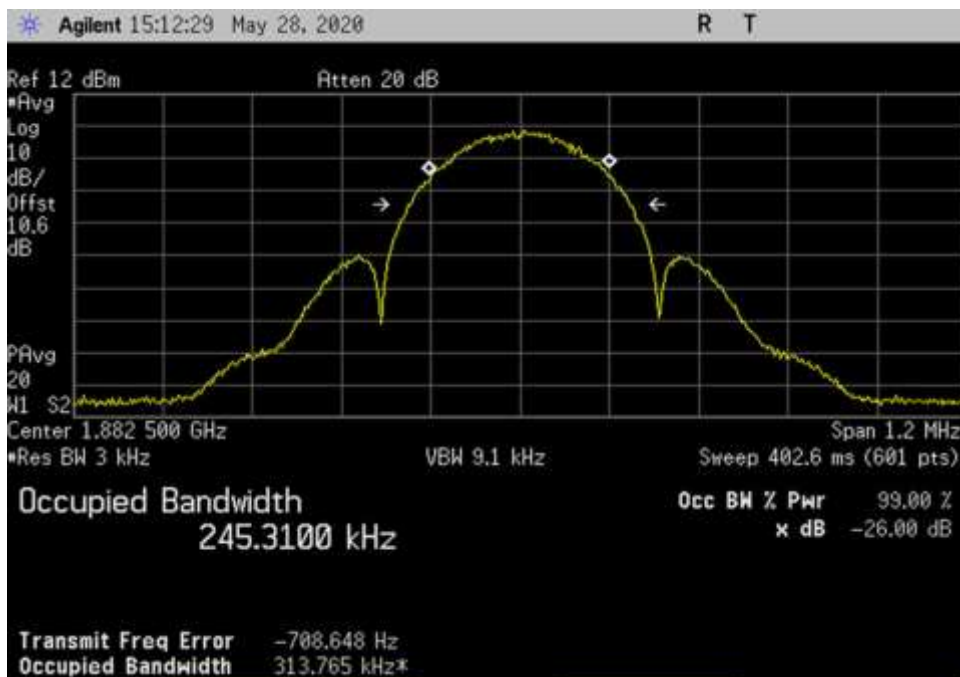 Agilent 15:12:29 May 28, 2020 R T
Ref 12 dBm Atten 20 dB
*Avg
Log
10
dB/
Offst
10.6
dB
PAvg
20
W1 S2
Center 1.882 500 GHz Span 1.2 MHz
*Res BW 3 kHz VBW 9.1 kHz Sweep 402.6 ms (601 pts)
Occupied Bandwidth Occ BW % Pwr 99.00 %
245.3100 kHz x dB -26.00 dB
Transmit Freq Error -708.648 Hz
Occupied Bandwidth 313.765 kHz*